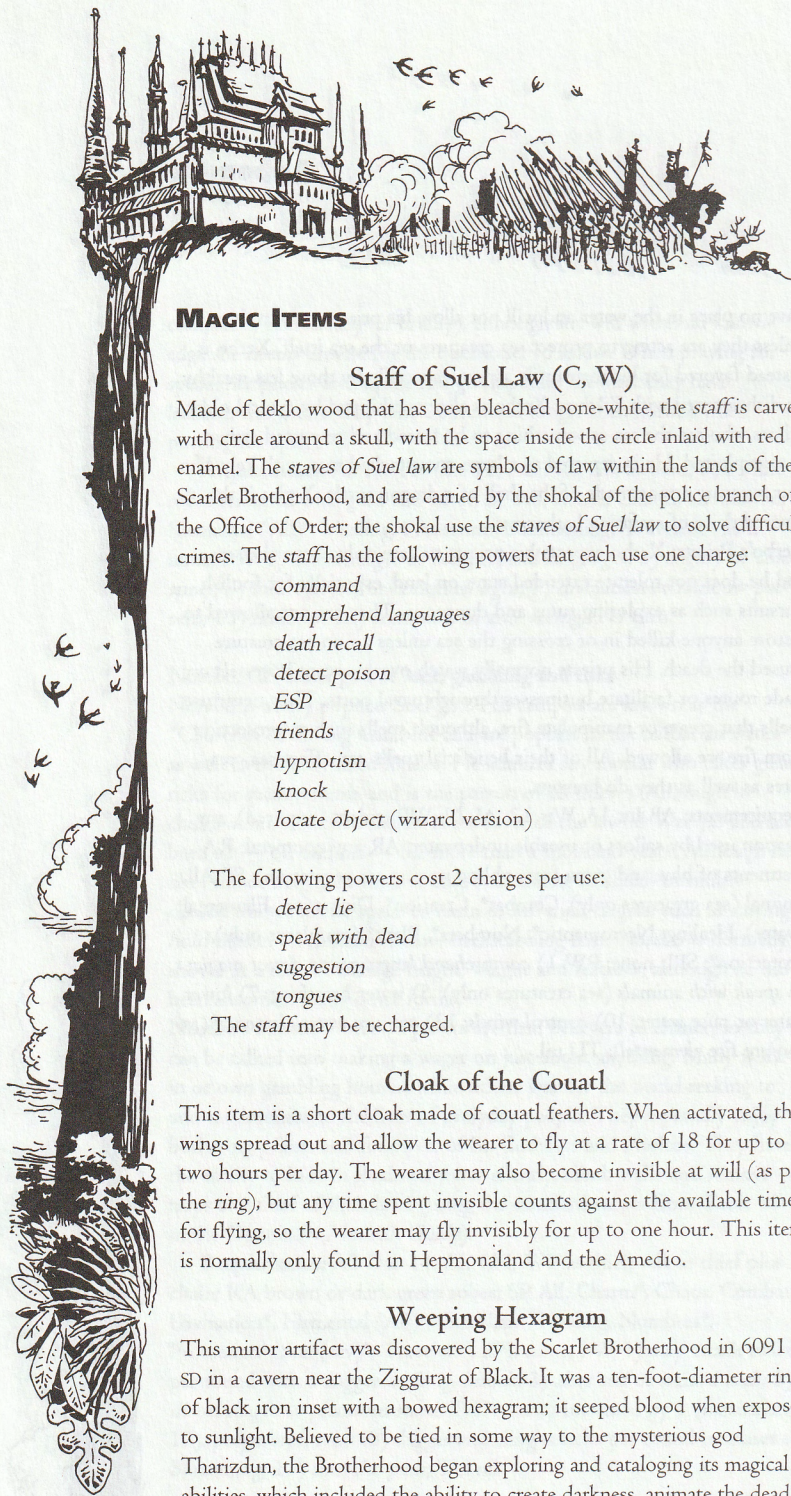 MAGIC ITEMS
Staff of Suel Law (C, W)
Made of deklo wood that has been bleached bone-white, the staff is carve
with circle around a skull, with the space inside the circle inlaid with red
enamel. The staves of Suel law are symbols of law within the lands of the
Scarlet Brotherhood, and are carried by the shokal of the police branch of
the Office of Order; the shokal use the staves of Suel law to solve difficul
crimes. The staff has the following powers that each use one charge:
command
comprehend languages
death recall
detect poison
ESP
friends
hypnotism
knock
locate object (wizard version)
The following powers cost 2 charges per use:
detect lie
speak with dead
suggestion
tongues
The staff may be recharged.
Cloak of the Couatl
This item is a short cloak made of couatl feathers. When activated, th
wings spread out and allow the wearer to fly at a rate of 18 for up to
two hours per day. The wearer may also become invisible at will (as p
the ring), but any time spent invisible counts against the available time
for flying, so the wearer may fly invisibly for up to one hour. This ite
is normally only found in Hepmonaland and the Amedio.
Weeping Hexagram
This minor artifact was discovered by the Scarlet Brotherhood in 6091
SD in a cavern near the Ziggurat of Black. It was a ten-foot-diameter rin
of black iron inset with a bowed hexagram; it seeped blood when expos
to sunlight. Believed to be tied in some way to the mysterious god
Tharizdun, the Brotherhood began exploring and cataloging its magical
abilities, which included the ability to create darkness, animate the dead